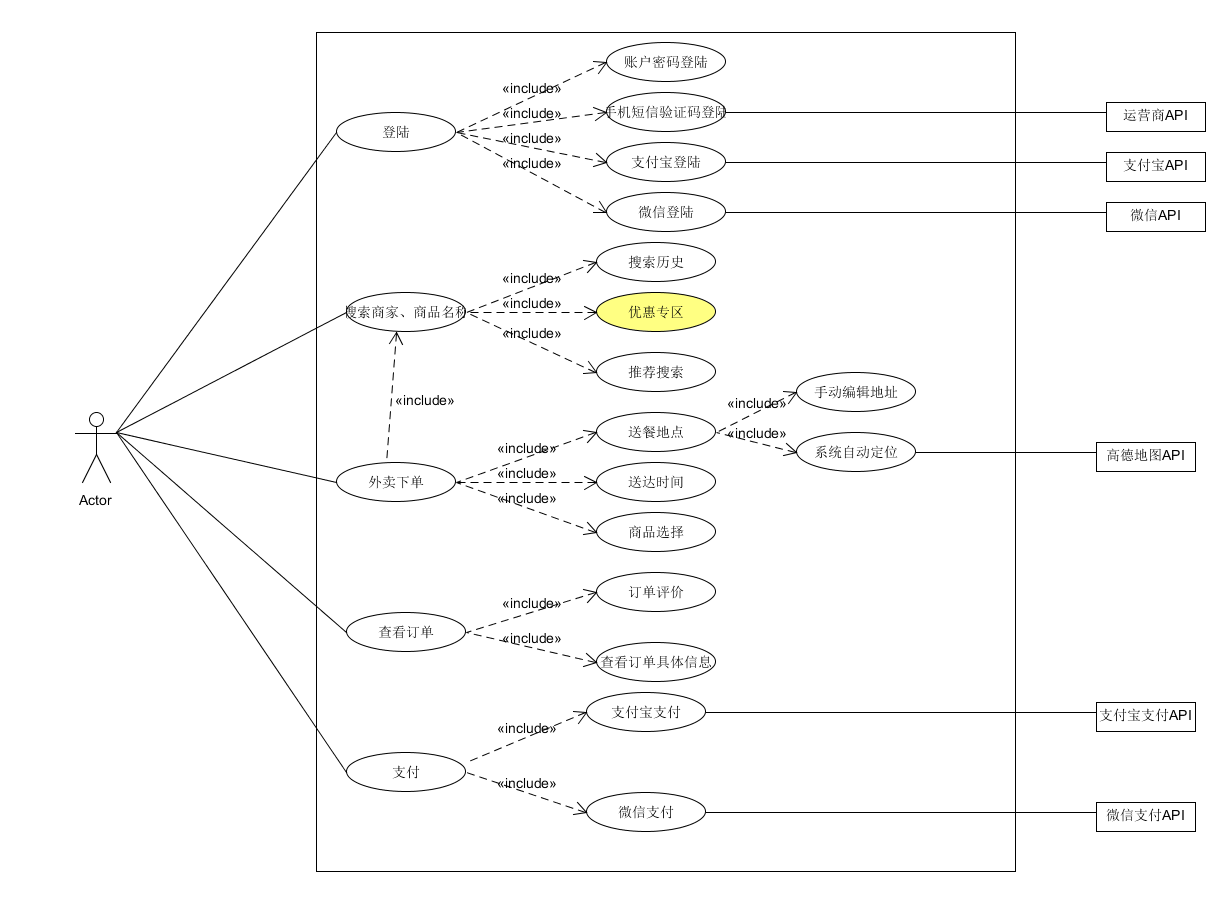 账户密码登陆
«include»
手机短信验证码登陆
运营商API
«include»
登陆
«include»
支付宝登陆
支付宝API
«include»
微信登陆
微信API
搜索历史
«include»
搜索商家、商品名称
«include»
优惠专区
«include»
推荐搜索
手动编辑地址
«include»
«include»
送餐地点
«include»
系统自动定位
高德地图API
«include»
外卖下单
«include»
送达时间
«include»
商品选择
Actor
订单评价
«include»
查看订单
«include»
查看订单具体信息
支付宝支付
支付宝支付API
«include»
支付
«include»
微信支付
微信支付API